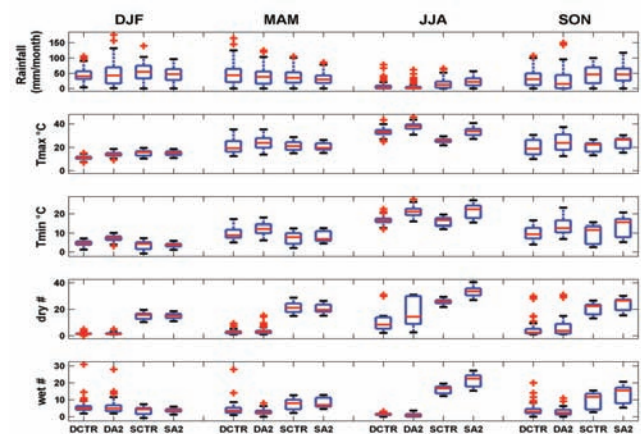 DJF MAM JJA SON
Rainfall
(mm/month)
150
100
50
0
Tmax °C
40
20
0
Tmin °C
20
10
0
dry #
40
20
0
wet #
30
20
10
0
DCTR DA2 SCTR SA2 DCTR DA2 SCTR SA2 DCTR DA2 SCTR SA2 DCTR DA2 SCTR SA2